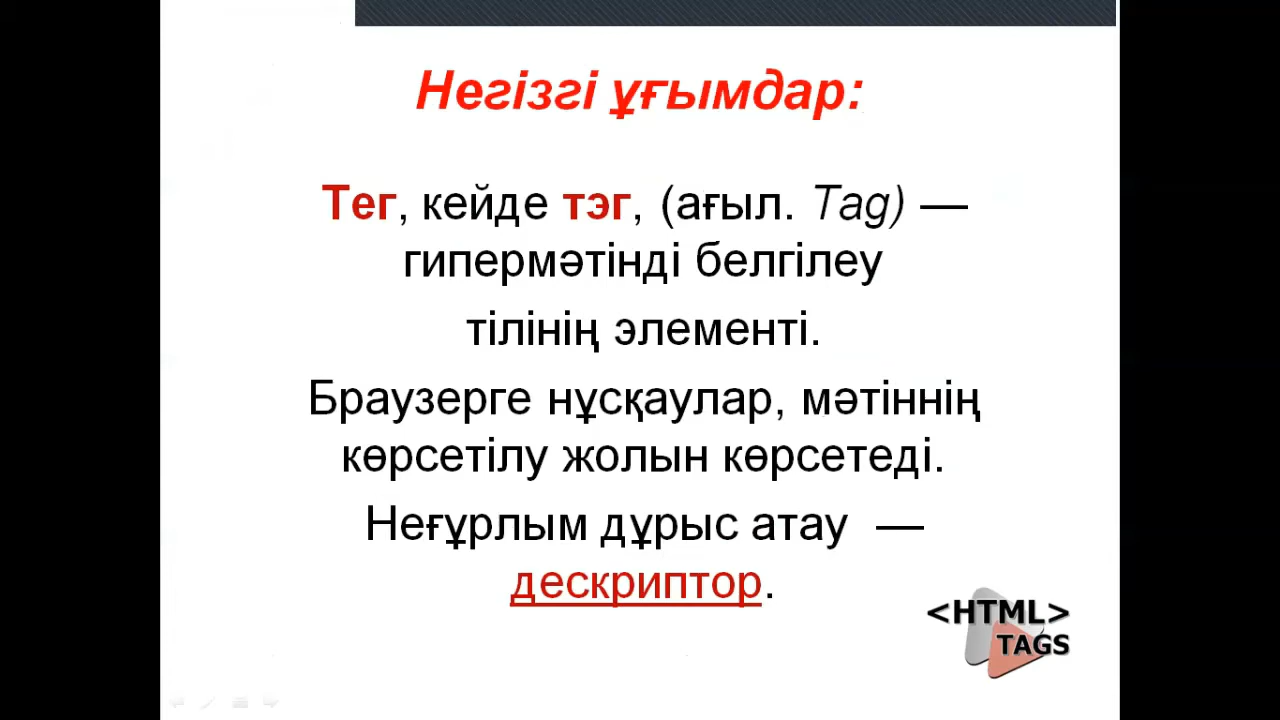 Негізгі ұғымдар:
Тег, кейде тэг, (ағыл. Tag) —
гипермәтінді белгілеу
тілінің элементі.
Браузерге нұсқаулар, мәтіннің
көрсетілу жолын көрсетеді.
Неғұрлым дұрыс атау —
дескриптор.
<HTML>
TAGS